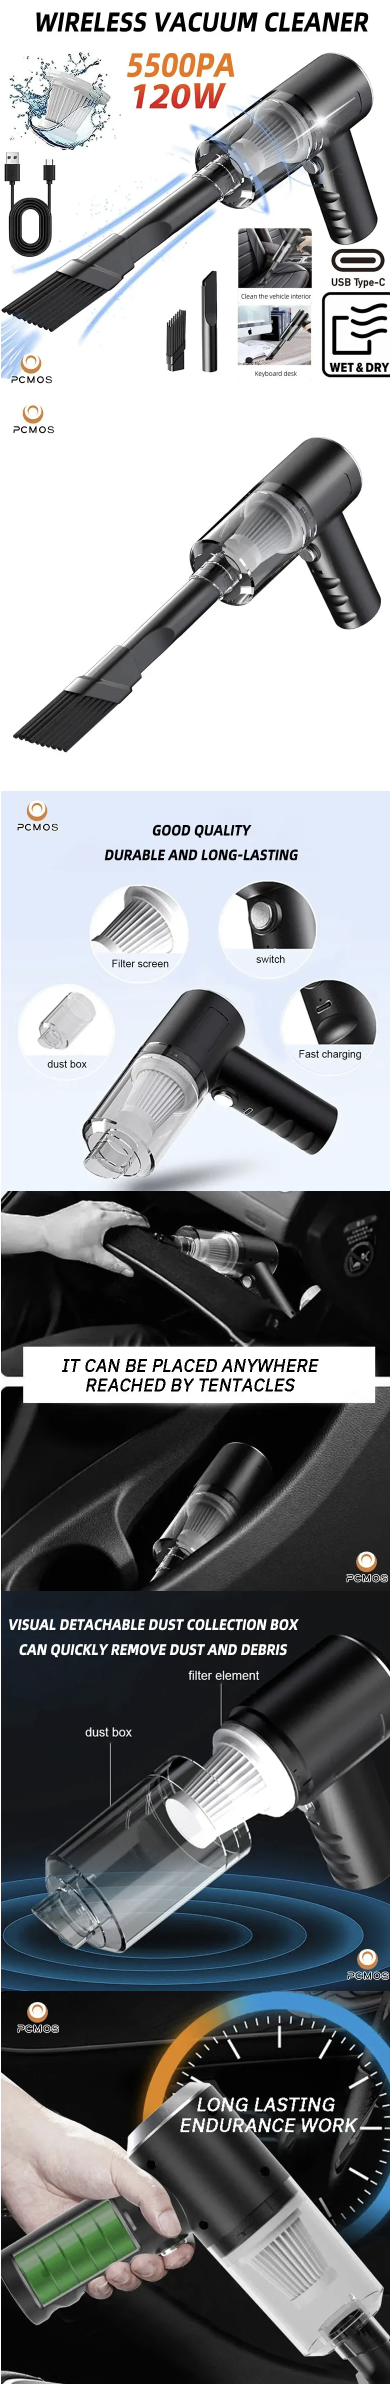 WIRELESS VACUUM CLEANER
5500PA
120W
Clean the vehicle interior
USB Type-C
Keyboard desk
WET & DRY
PCMOS
PCMOS
PCMOS
GOOD QUALITY
DURABLE AND LONG-LASTING
Filter screen
switch
dust box
Fast charging
IT CAN BE PLACED ANYWHERE
REACHED BY TENTACLES
PCMOS
VISUAL DETACHABLE DUST COLLECTION BOX
CAN QUICKLY REMOVE DUST AND DEBRIS
filter element
dust box
PCMOS
PCMOS
LONG LASTING
ENDURANCE WORK